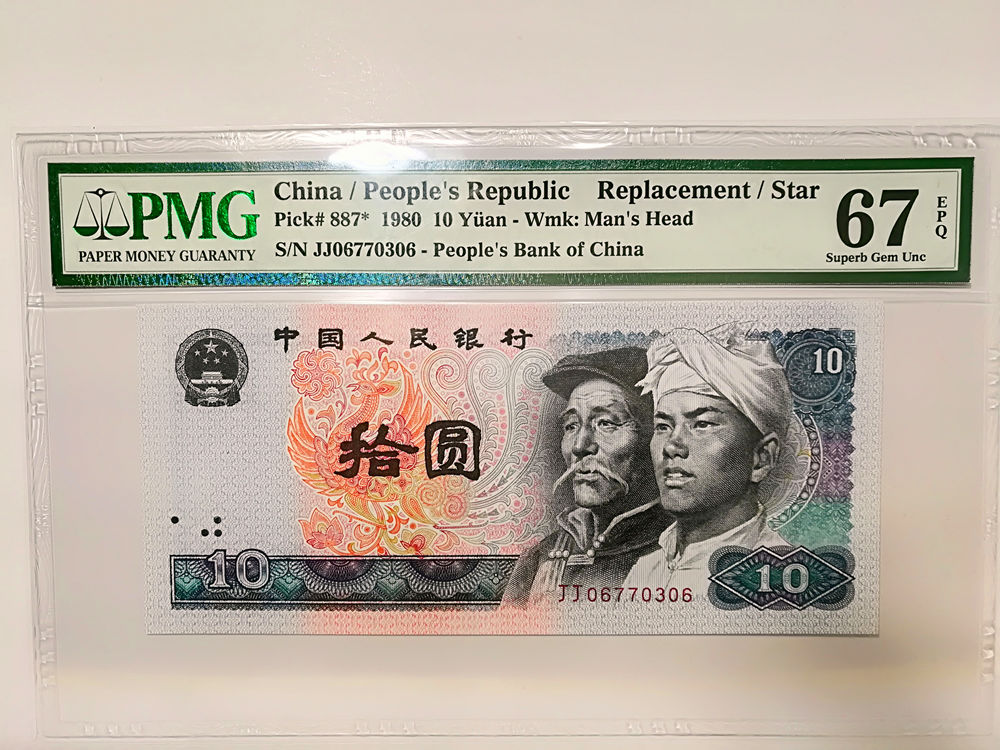 PMG
PAPER MONEY GUARANTY
China / People's Republic Replacement / Star
Pick# 887* 1980 10 Yüan - Wmk: Man's Head
S/N JJ06770306 - People's Bank of China
67
EPQ
Superb Gem Unc
中国人民银行
10
拾圆
10
10
JJ06770306